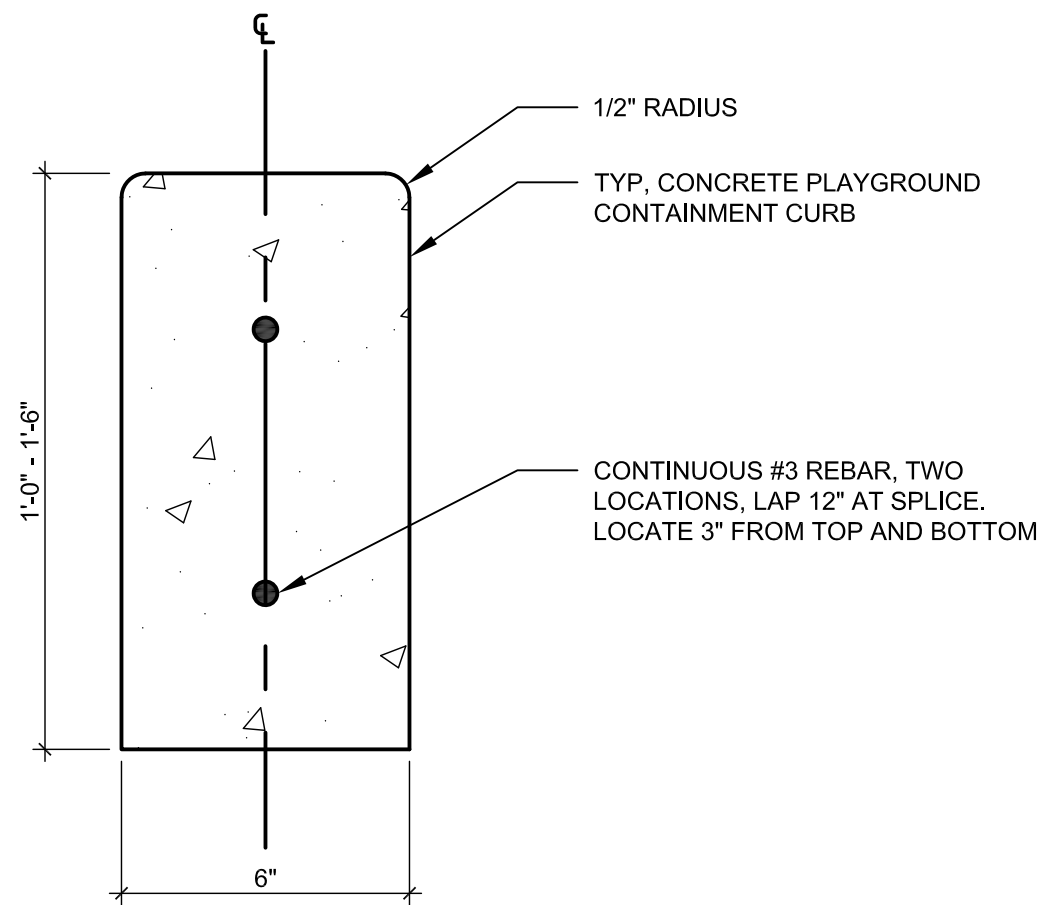 ℄
1/2" RADIUS
TYP, CONCRETE PLAYGROUND
CONTAINMENT CURB
1'-0" - 1'-6"
CONTINUOUS #3 REBAR, TWO
LOCATIONS, LAP 12" AT SPLICE.
LOCATE 3" FROM TOP AND BOTTOM
6"